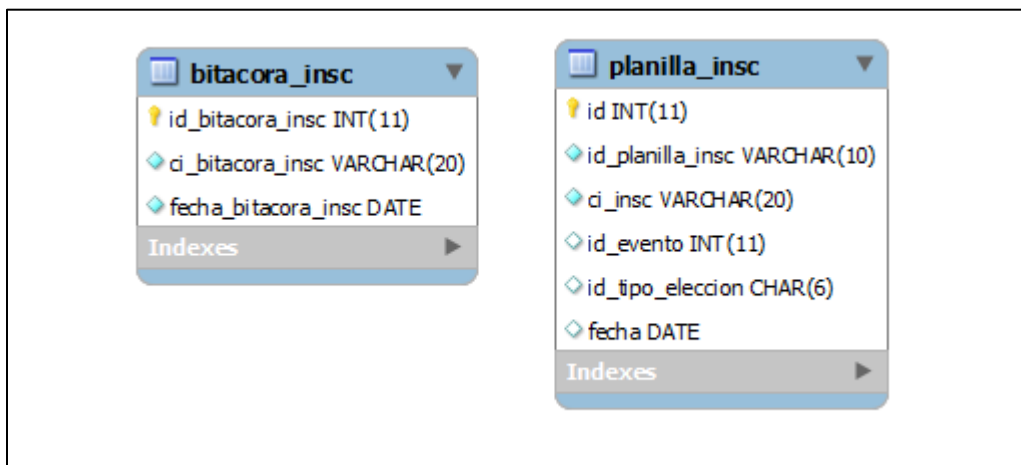 bitacora_insc
id_bitacora_insc INT(11)
ci_bitacora_insc VARCHAR(20)
fecha_bitacora_insc DATE
Indexes
planilla_insc
id INT(11)
id_planilla_insc VARCHAR(10)
ci_insc VARCHAR(20)
id_evento INT(11)
id_tipo_eleccion CHAR(6)
fecha DATE
Indexes